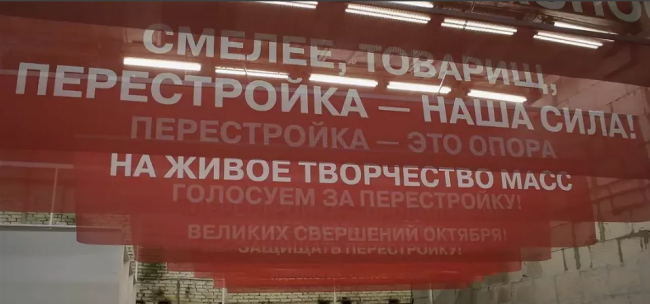 СМЕЛЕЕ, ТОВАРИЩ,
ПЕРЕСТРОЙКА — НАША СИЛА!
ПЕРЕСТРОЙКА — ЭТО ОПОРА
НА ЖИВОЕ ТВОРЧЕСТВО МАСС
ГОЛОСУЕМ ЗА ПЕРЕСТРОЙКУ!
ВЕЛИКИХ СВЕРШЕНИЙ ОКТЯБРЯ!
ЗАЩИЩАТЬ ПЕРЕСТРОЙКУ!